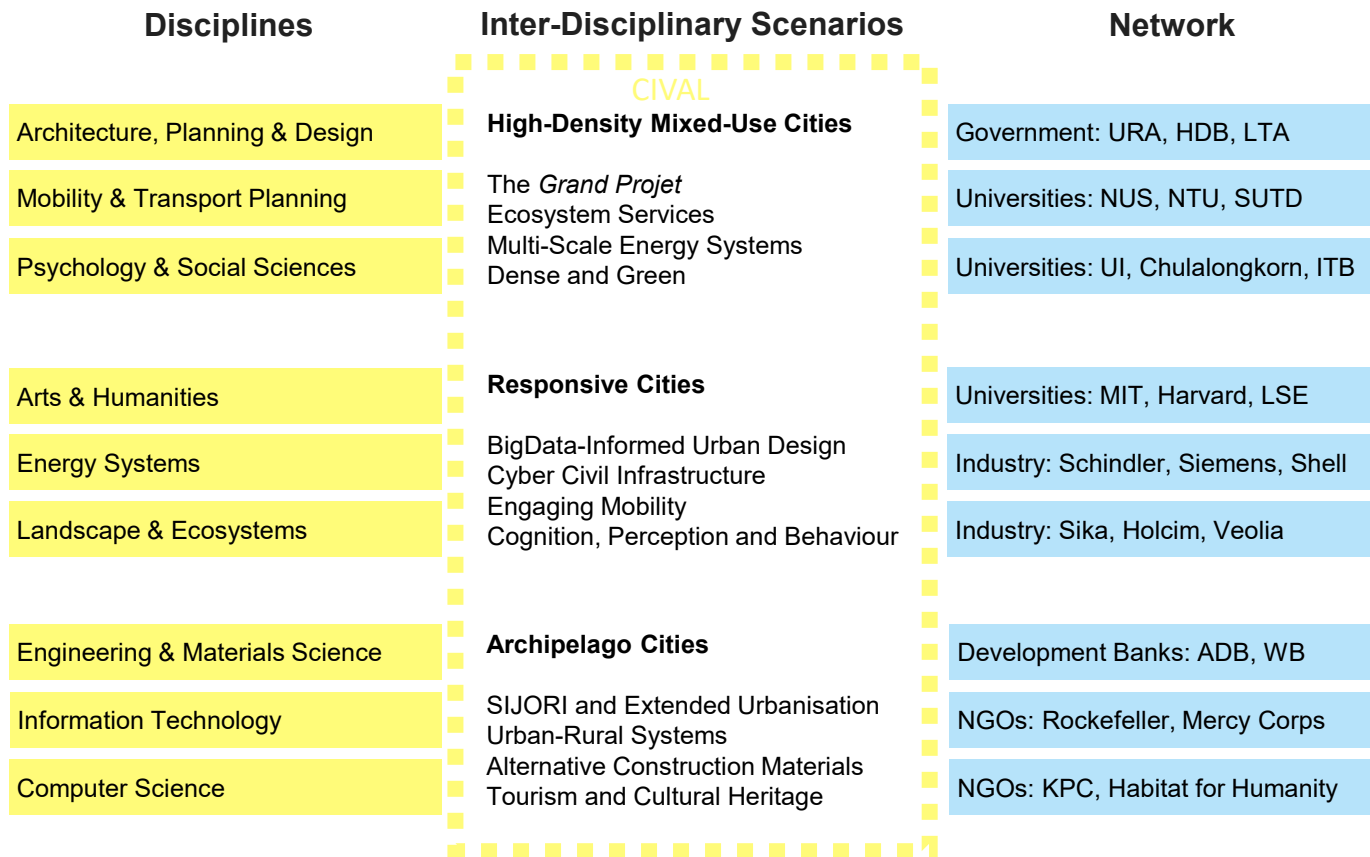 Disciplines
Inter-Disciplinary Scenarios
Network
Architecture, Planning & Design
Mobility & Transport Planning
Psychology & Social Sciences
Arts & Humanities
Energy Systems
Landscape & Ecosystems
Engineering & Materials Science
Information Technology
Computer Science
CIVAL
High-Density Mixed-Use Cities
The Grand Projet
Ecosystem Services
Multi-Scale Energy Systems
Dense and Green
Responsive Cities
BigData-Informed Urban Design
Cyber Civil Infrastructure
Engaging Mobility
Cognition, Perception and Behaviour
Archipelago Cities
SIJORI and Extended Urbanisation
Urban-Rural Systems
Alternative Construction Materials
Tourism and Cultural Heritage
Government: URA, HDB, LTA
Universities: NUS, NTU, SUTD
Universities: UI, Chulalongkorn, ITB
Universities: MIT, Harvard, LSE
Industry: Schindler, Siemens, Shell
Industry: Sika, Holcim, Veolia
Development Banks: ADB, WB
NGOs: Rockefeller, Mercy Corps
NGOs: KPC, Habitat for Humanity